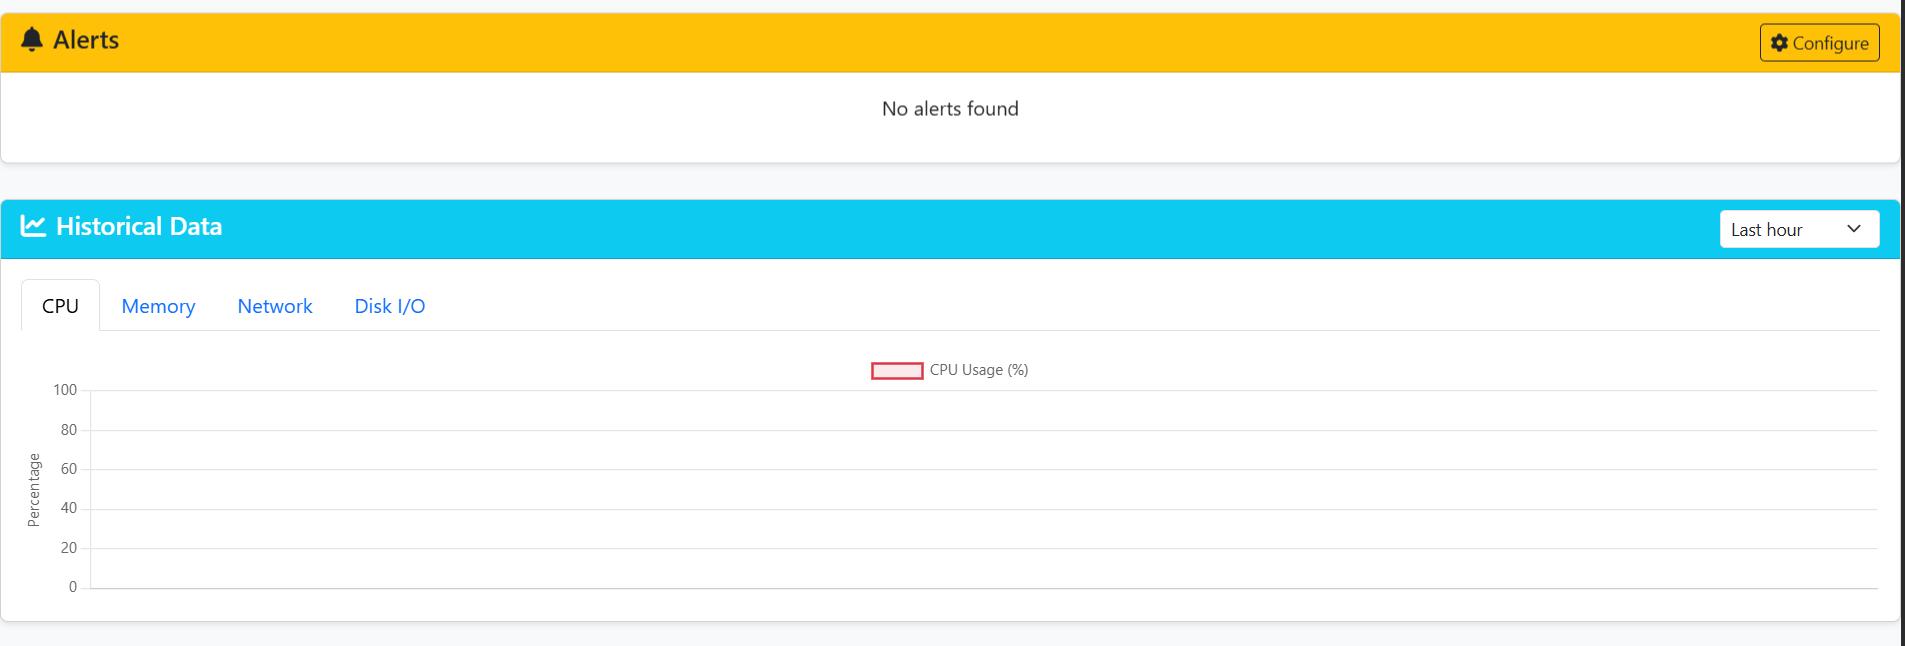 Alerts
Configure
No alerts found
Historical Data
Last hour
CPU
Memory
Network
Disk I/O
CPU Usage (%)
Percentage
100
80
60
40
20
0